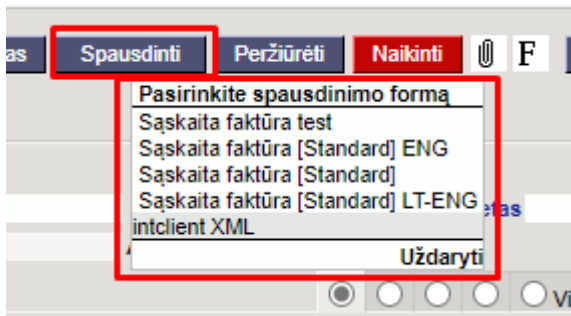 as Spausdinti Peržiūrėti Naikinti F
Pasirinkite spausdinimo formą
Sąskaita faktūra test
Sąskaita faktūra [Standard] ENG
Sąskaita faktūra [Standard]
Sąskaita faktūra [Standard] LT-ENG
intclient XML
Uždaryti